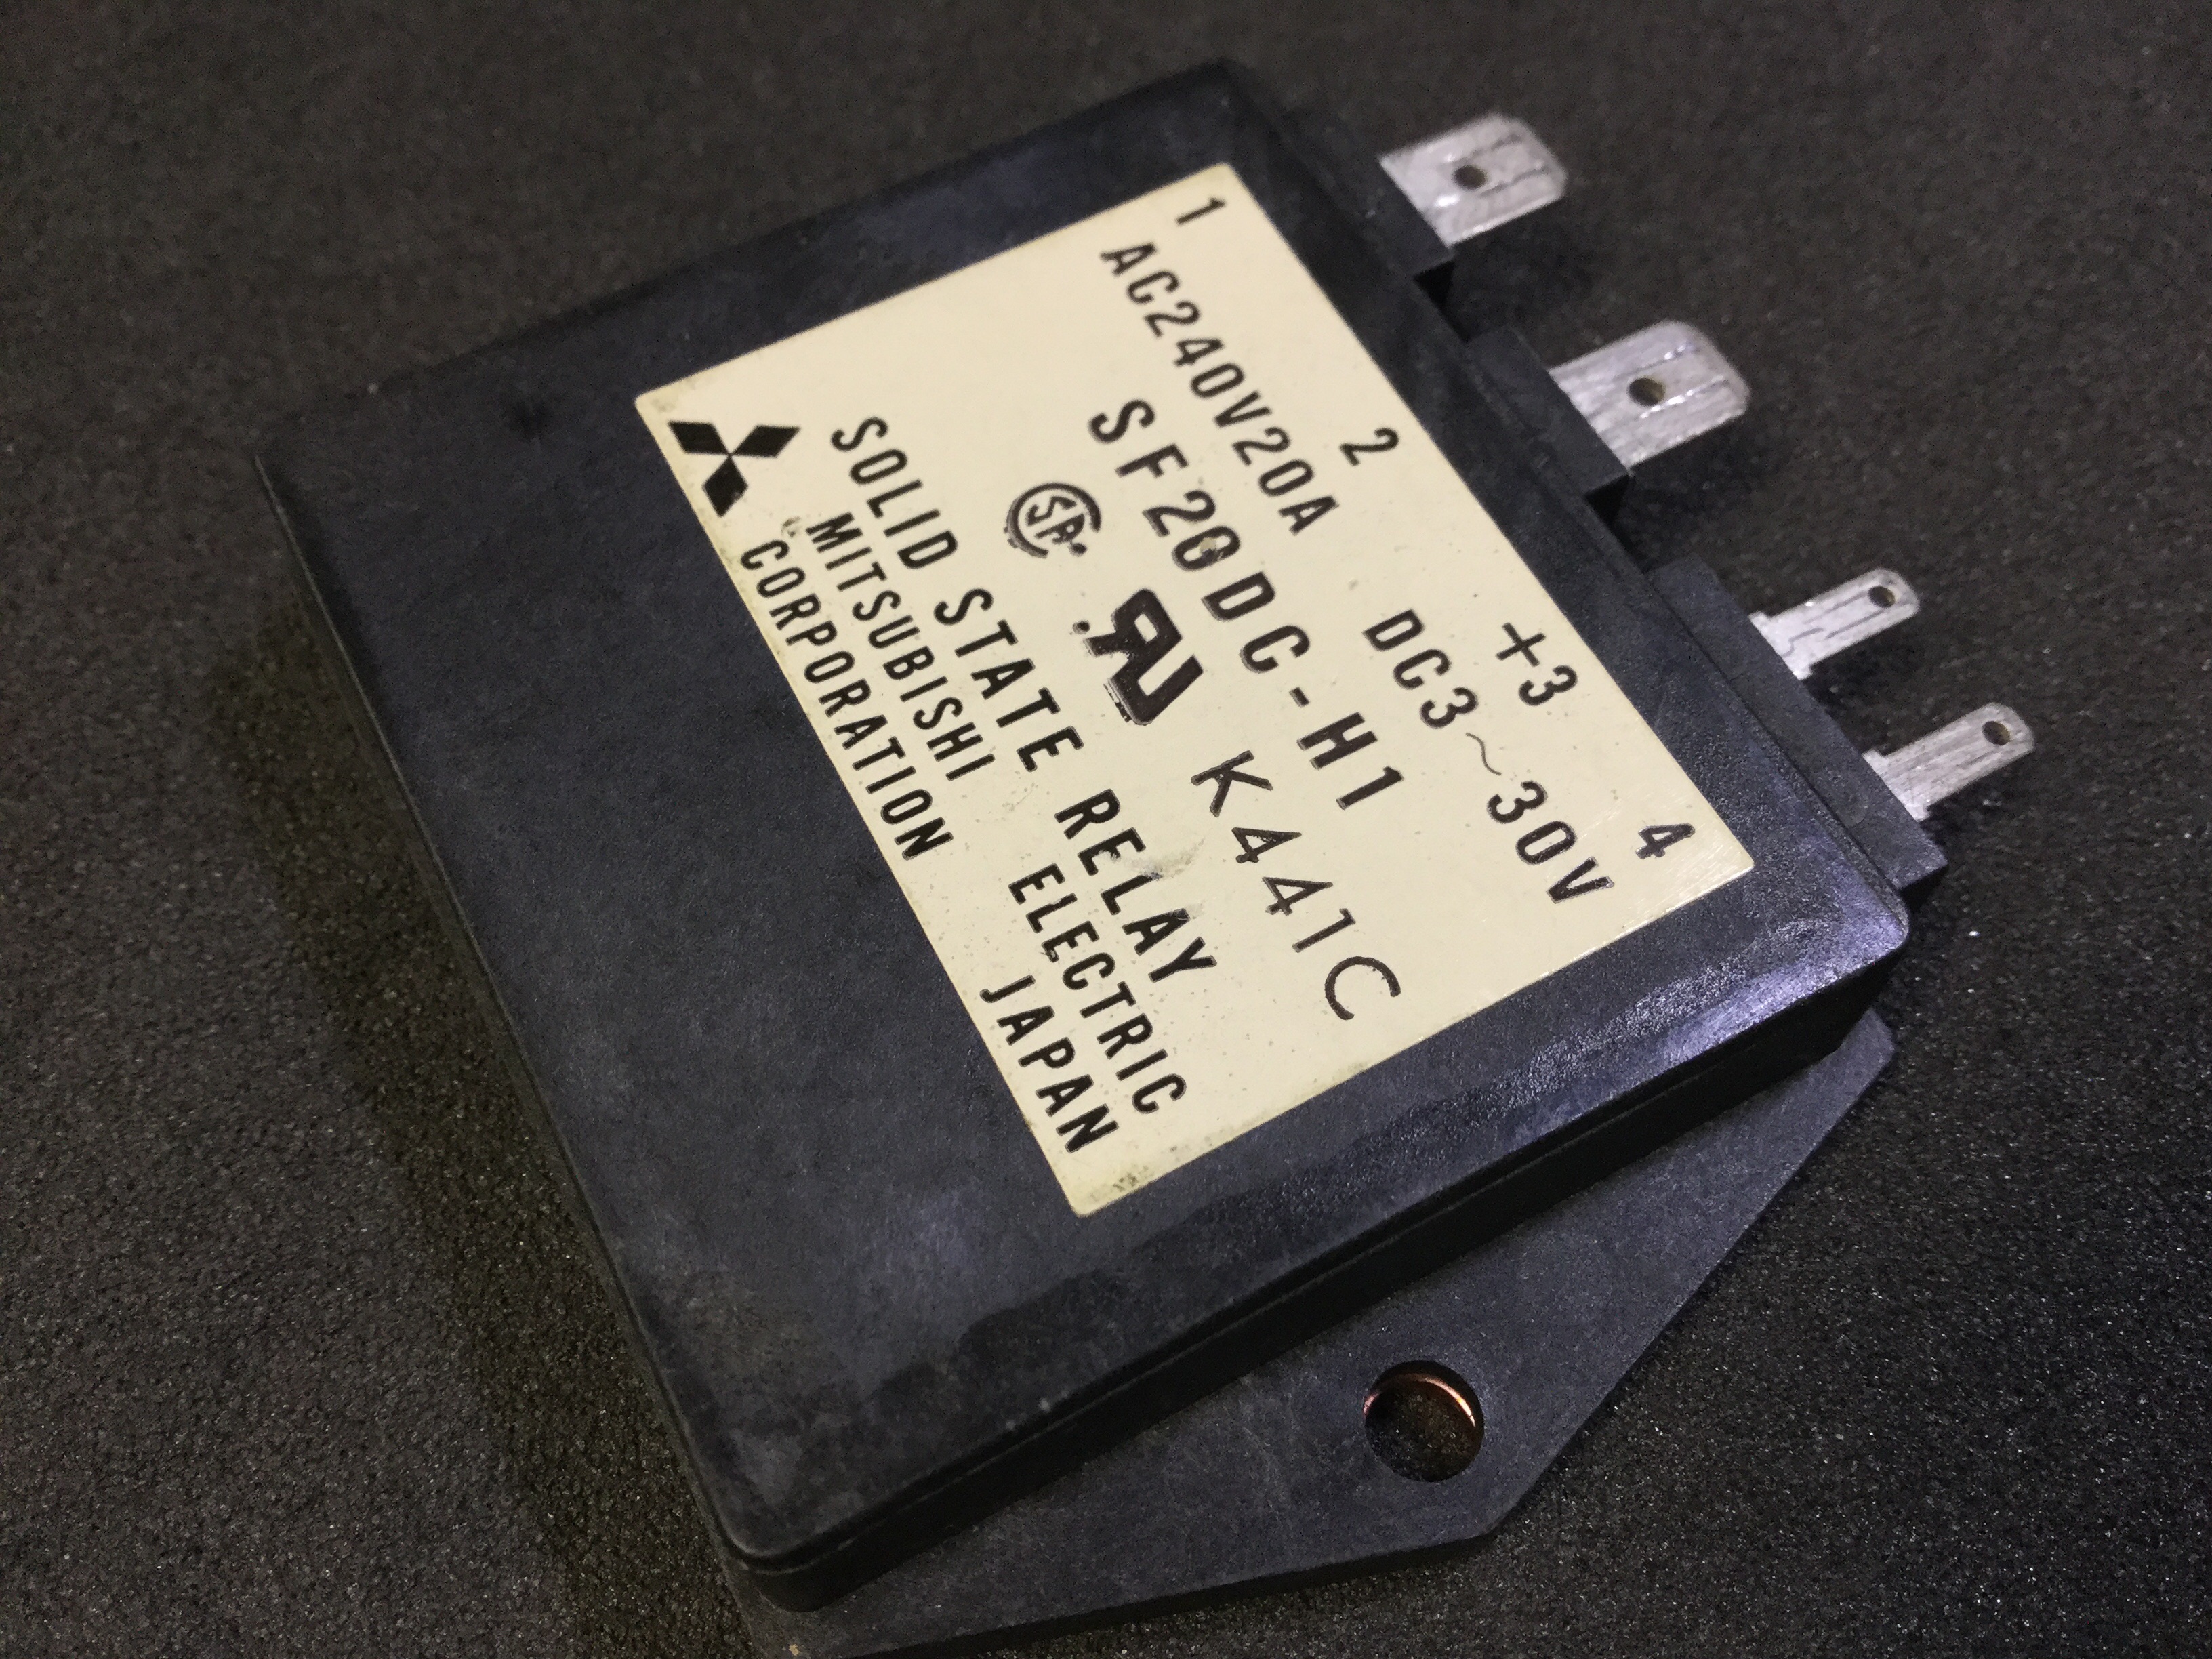 1 2 +3 4
AC240V20A DC3~30V
SF20DC-H1
K441C
SOLID STATE RELAY
MITSUBISHI ELECTRIC
CORPORATION JAPAN